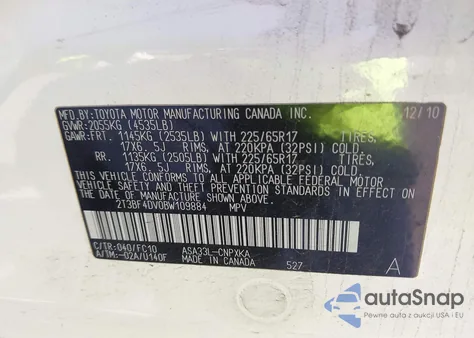 MFD.BY:TOYOTA MOTOR MANUFACTURING CANADA INC. 12/10
GVWR:2055KG (4535LB)
GAWR:FRT. 1145KG (2535LB) WITH 225/65R17 TIRES,
17X6.5J RIMS, AT 220KPA (32PSI) COLD.
RR. 1135KG (2505LB) WITH 225/65R17 TIRES,
17X6.5J RIMS, AT 220KPA (32PSI) COLD.
THIS VEHICLE CONFORMS TO ALL APPLICABLE FEDERAL MOTOR
VEHICLE SAFETY STANDARDS IN EFFECT ON
THE DATE OF MANUFACTURE SHOWN ABOVE.
2T3BF4DV0BW109884 MPV
C/TR:040/FC10 ASA33L-CNPXKA
A/TM:-02A/U140F MADE IN CANADA 527 A
autaSnap
Pewne auta z aukcji USA i EU